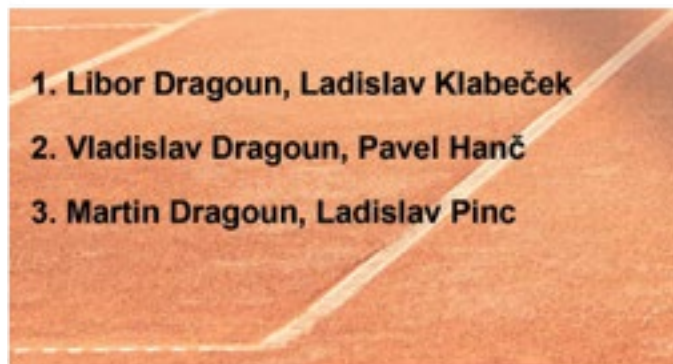 1. Libor Dragoun, Ladislav Klabeček
2. Vladislav Dragoun, Pavel Hanč
3. Martin Dragoun, Ladislav Pinc